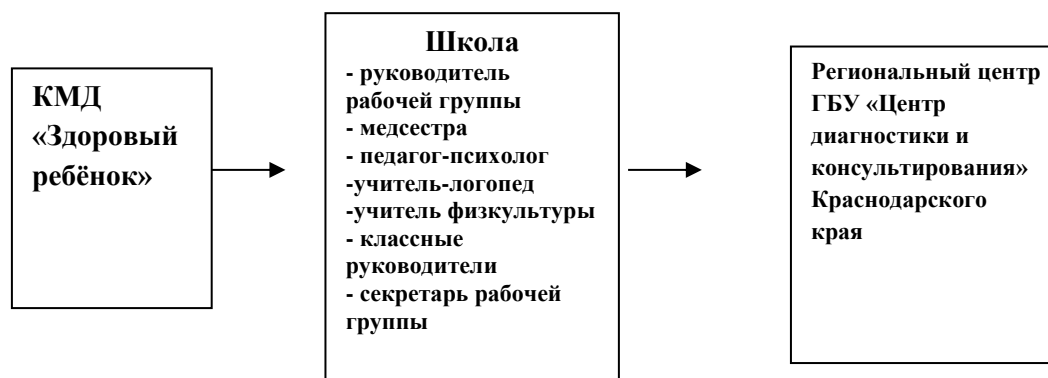 КМД
«Здоровый
ребёнок»
Школа
- руководитель
рабочей группы
- медсестра
- педагог-психолог
-учитель-логопед
-учитель физкультуры
- классные
руководители
- секретарь рабочей
группы
Региональный центр
ГБУ «Центр
диагностики и
консультирования»
Краснодарского
края